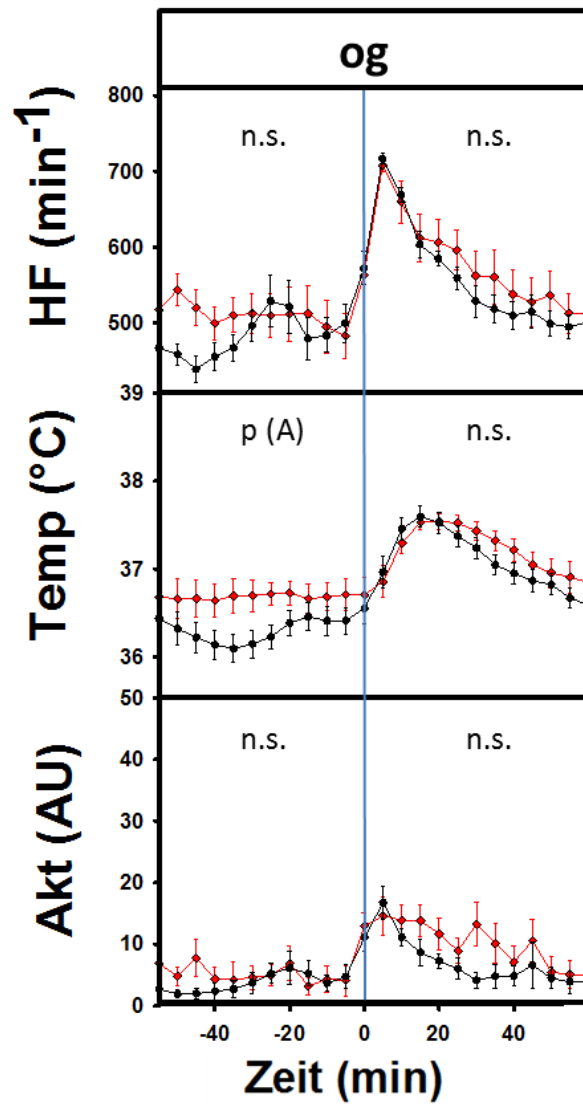 og
HF (min-1)
800
700
600
500
n.s.
n.s.
Temp (°C)
39
38
37
36
p (A)
n.s.
Akt (AU)
50
40
30
20
10
0
n.s.
n.s.
-40 -20 0 20 40
Zeit (min)